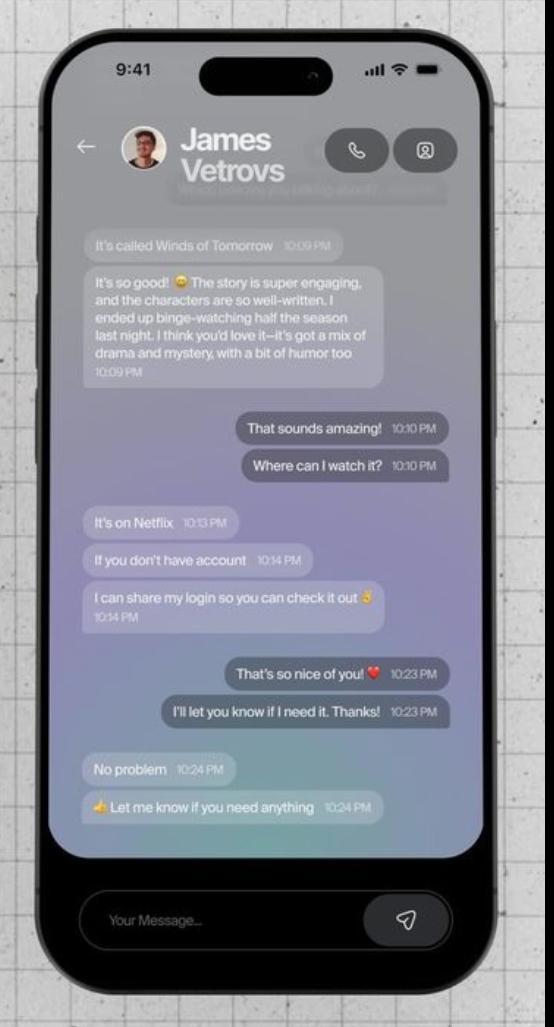 9:41
James
Vetrovs
Which one are you talking about?
It's called Winds of Tomorrow 10:09 PM
It's so good! 😄 The story is super engaging,
and the characters are so well-written. I
ended up binge-watching half the season
last night. I think you'd love it—it's got a mix of
drama and mystery, with a bit of humor too
10:09 PM
That sounds amazing! 10:10 PM
Where can I watch it? 10:10 PM
It's on Netflix 10:13 PM
If you don't have account 10:14 PM
I can share my login so you can check it out ✌️
10:14 PM
That's so nice of you! ❤️ 10:23 PM
I'll let you know if I need it. Thanks! 10:23 PM
No problem 10:24 PM
👍 Let me know if you need anything 10:24 PM
Your Message...